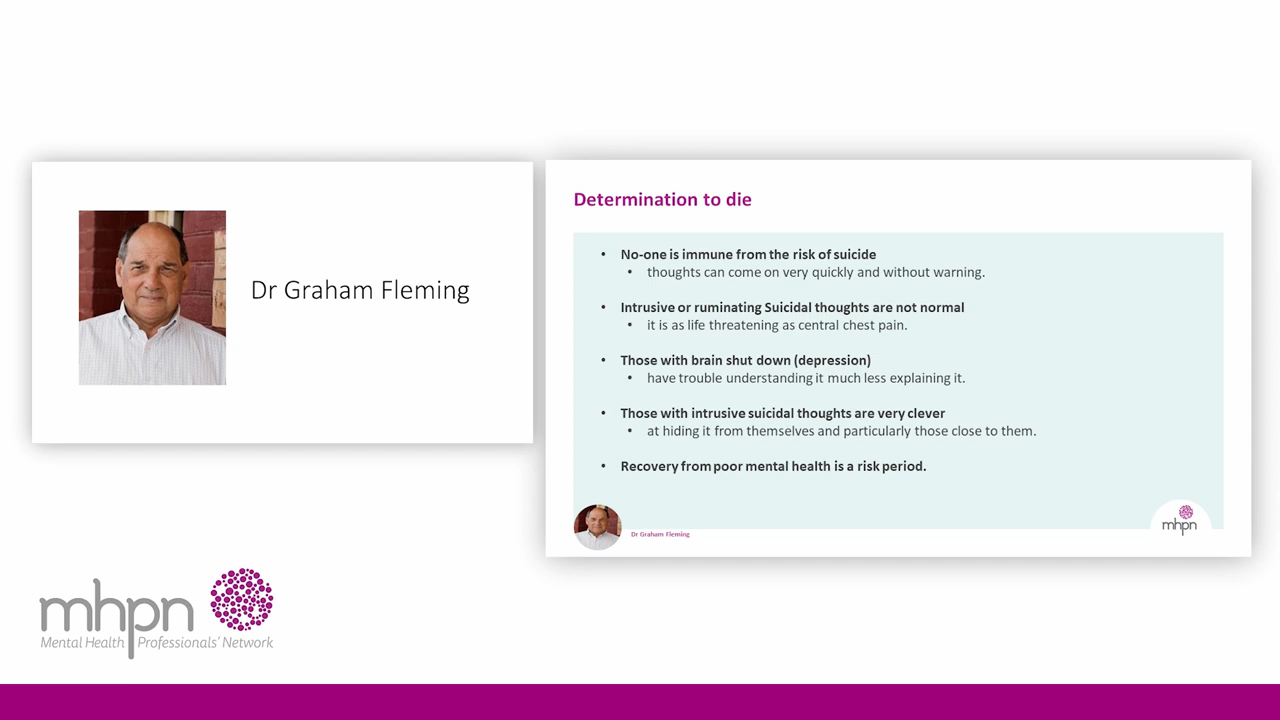 Dr Graham Fleming
Determination to die
• No-one is immune from the risk of suicide
• thoughts can come on very quickly and without warning.
• Intrusive or ruminating Suicidal thoughts are not normal
• it is as life threatening as central chest pain.
• Those with brain shut down (depression)
• have trouble understanding it much less explaining it.
• Those with intrusive suicidal thoughts are very clever
• at hiding it from themselves and particularly those close to them.
• Recovery from poor mental health is a risk period.
Dr Graham Fleming
mhpn
mhpn
Mental Health Professionals' Network